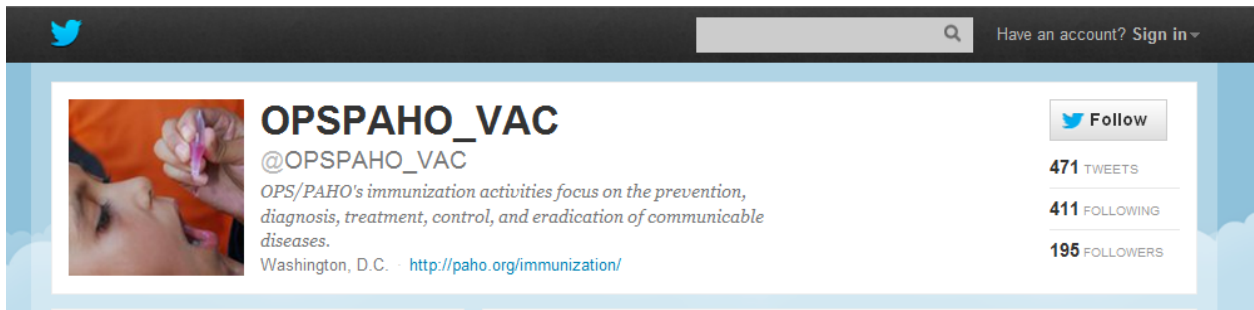 Have an account? Sign in
OPSPAHO_VAC
@OPSPAHO_VAC
OPS/PAHO's immunization activities focus on the prevention,
diagnosis, treatment, control, and eradication of communicable
diseases.
Washington, D.C. · http://paho.org/immunization/
Follow
471 TWEETS
411 FOLLOWING
195 FOLLOWERS